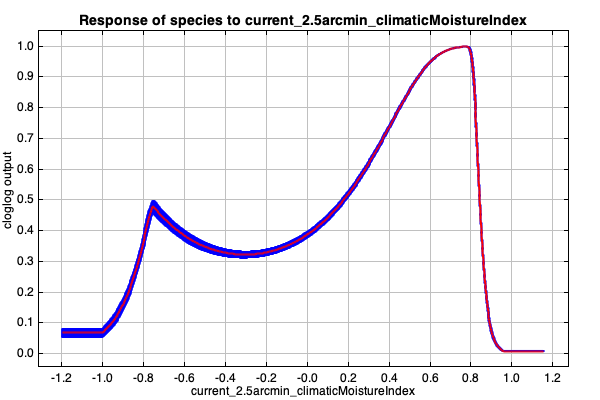 Response of species to current_2.5arcmin_climaticMoistureIndex
1.0
0.9
0.8
0.7
0.6
0.5
0.4
0.3
0.2
0.1
0.0
cloglog output
-1.2 -1.0 -0.8 -0.6 -0.4 -0.2 0.0 0.2 0.4 0.6 0.8 1.0 1.2
current_2.5arcmin_climaticMoistureIndex